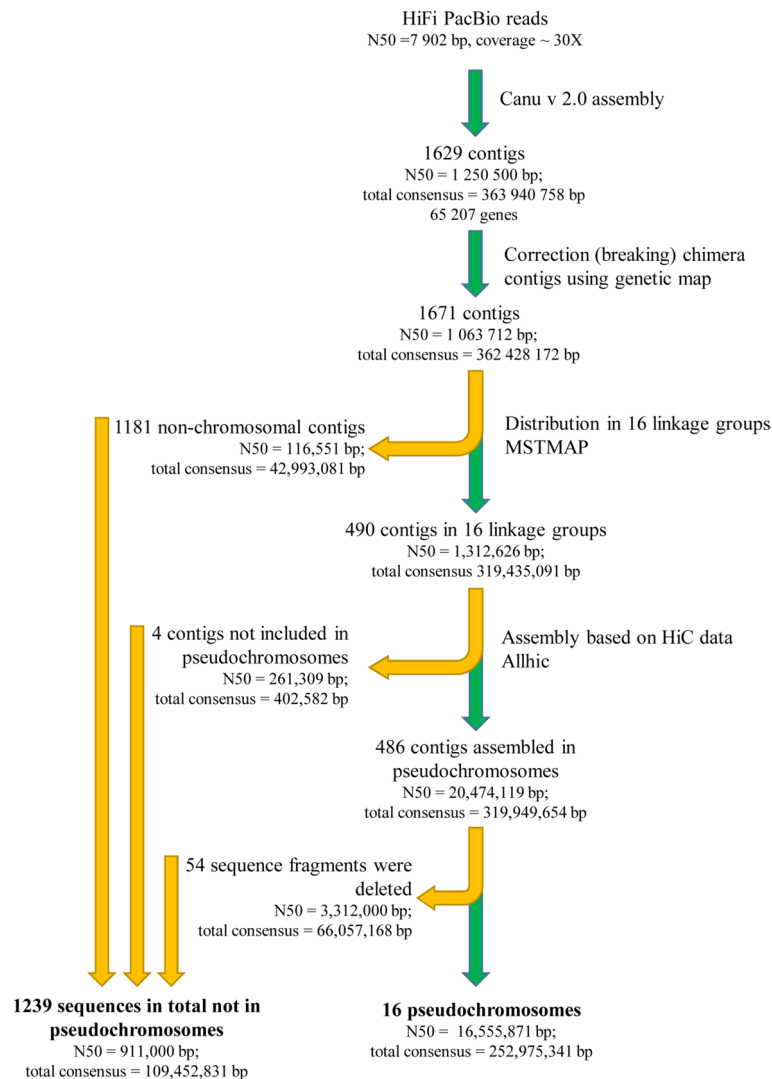 HiFi PacBio reads
N50 =7 902 bp, coverage ~ 30X
Canu v 2.0 assembly
1629 contigs
N50 = 1 250 500 bp;
total consensus = 363 940 758 bp
65 207 genes
Correction (breaking) chimera
contigs using genetic map
1671 contigs
N50 = 1 063 712 bp;
total consensus = 362 428 172 bp
1181 non-chromosomal contigs
N50 = 116,551 bp;
total consensus = 42,993,081 bp
Distribution in 16 linkage groups
MSTMAP
490 contigs in 16 linkage groups
N50 = 1,312,626 bp;
total consensus 319,435,091 bp
4 contigs not included in
pseudochromosomes
N50 = 261,309 bp;
total consensus = 402,582 bp
Assembly based on HiC data
Allhic
486 contigs assembled in
pseudochromosomes
N50 = 20,474,119 bp;
total consensus = 319,949,654 bp
54 sequence fragments were
deleted
N50 = 3,312,000 bp;
total consensus = 66,057,168 bp
1239 sequences in total not in
pseudochromosomes
N50 = 911,000 bp;
total consensus = 109,452,831 bp
16 pseudochromosomes
N50 = 16,555,871 bp;
total consensus = 252,975,341 bp